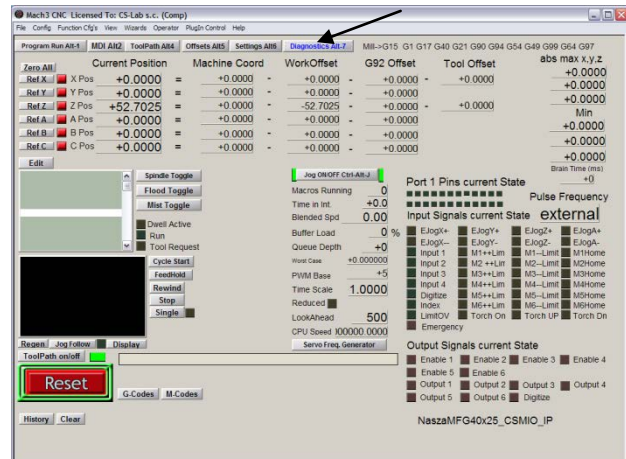 Mach3 CNC Licensed To: CS-Lab s.c. (Comp)
File Config Function Cfg's View Wizards Operator PlugIn Control Help
Program Run Alt-1 MDI Alt2 ToolPath Alt4 Offsets Alt5 Settings Alt6 Diagnostics Alt-7 Mill->G15 G1 G17 G40 G21 G90 G94 G54 G49 G99 G64 G97
Zero All Current Position Machine Coord WorkOffset G92 Offset Tool Offset abs max x,y,z
Ref X X Pos +0.0000 = +0.0000 - +0.0000 - +0.0000 - +0.0000 +0.0000
Ref Y Y Pos +0.0000 = +0.0000 - +0.0000 - +0.0000 +0.0000
Ref Z Z Pos +52.7025 = +0.0000 - -52.7025 - +0.0000 - +0.0000 +0.0000
Min
Ref A A Pos +0.0000 = +0.0000 - +0.0000 - +0.0000 +0.0000
Ref B B Pos +0.0000 = +0.0000 - +0.0000 - +0.0000 +0.0000
Ref C C Pos +0.0000 = +0.0000 - +0.0000 - +0.0000 +0.0000
Edit Brain Time (ms)
+0
Spindle Toggle
Flood Toggle
Mist Toggle
Dwell Active
Run
Tool Request
Cycle Start
FeedHold
Rewind
Stop
Single
Regen Jog Follow Display
ToolPath on/off
Reset
G-Codes M-Codes
History Clear
Jog ON/OFF Ctrl-Alt-J
Macros Running 0
Time in Int. +0.0
Blended Spd 0.00
Buffer Load 0 %
Queue Depth +0
Worst Case +0.000000
PWM Base +5
Time Scale 1.0000
Reduced
LookAhead 500
CPU Speed )00000.0000
Servo Freq. Generator
Port 1 Pins current State
Pulse Frequency
Input Signals current State external
EJogX+ EJogY+ EJogZ+ EJogA+
EJogX-- EJogY- EJogZ- EJogA-
Input 1 M1++Lim M1--Limit M1Home
Input 2 M2 ++Lim M2--Limit M2Home
Input 3 M3++Lim M3--Limit M3Home
Input 4 M4++Lim M4--Limit M4Home
Digitize M5++Lim M5--Limit M5Home
Index M6++Lim M6--Limit M6Home
LimitOV Torch On Torch UP Torch Dn
Emergency
Output Signals current State
Enable 1 Enable 2 Enable 3 Enable 4
Enable 5 Enable 6
Output 1 Output 2 Output 3 Output 4
Output 5 Output 6 Digitize
NaszaMFG40x25_CSMIO_IP